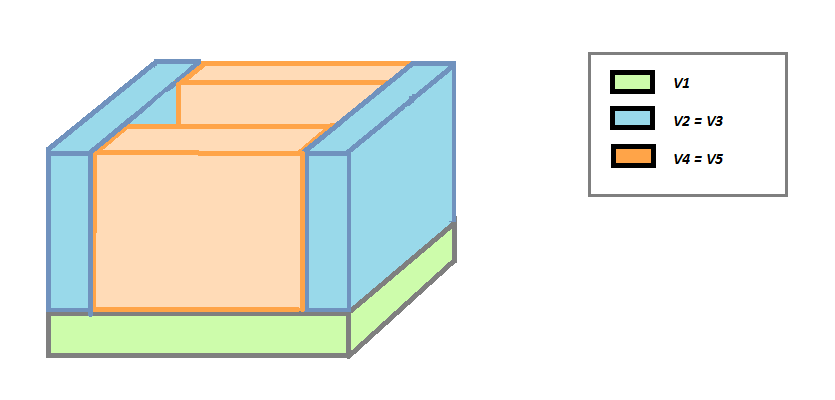 V1
V2 = V3
V4 = V5